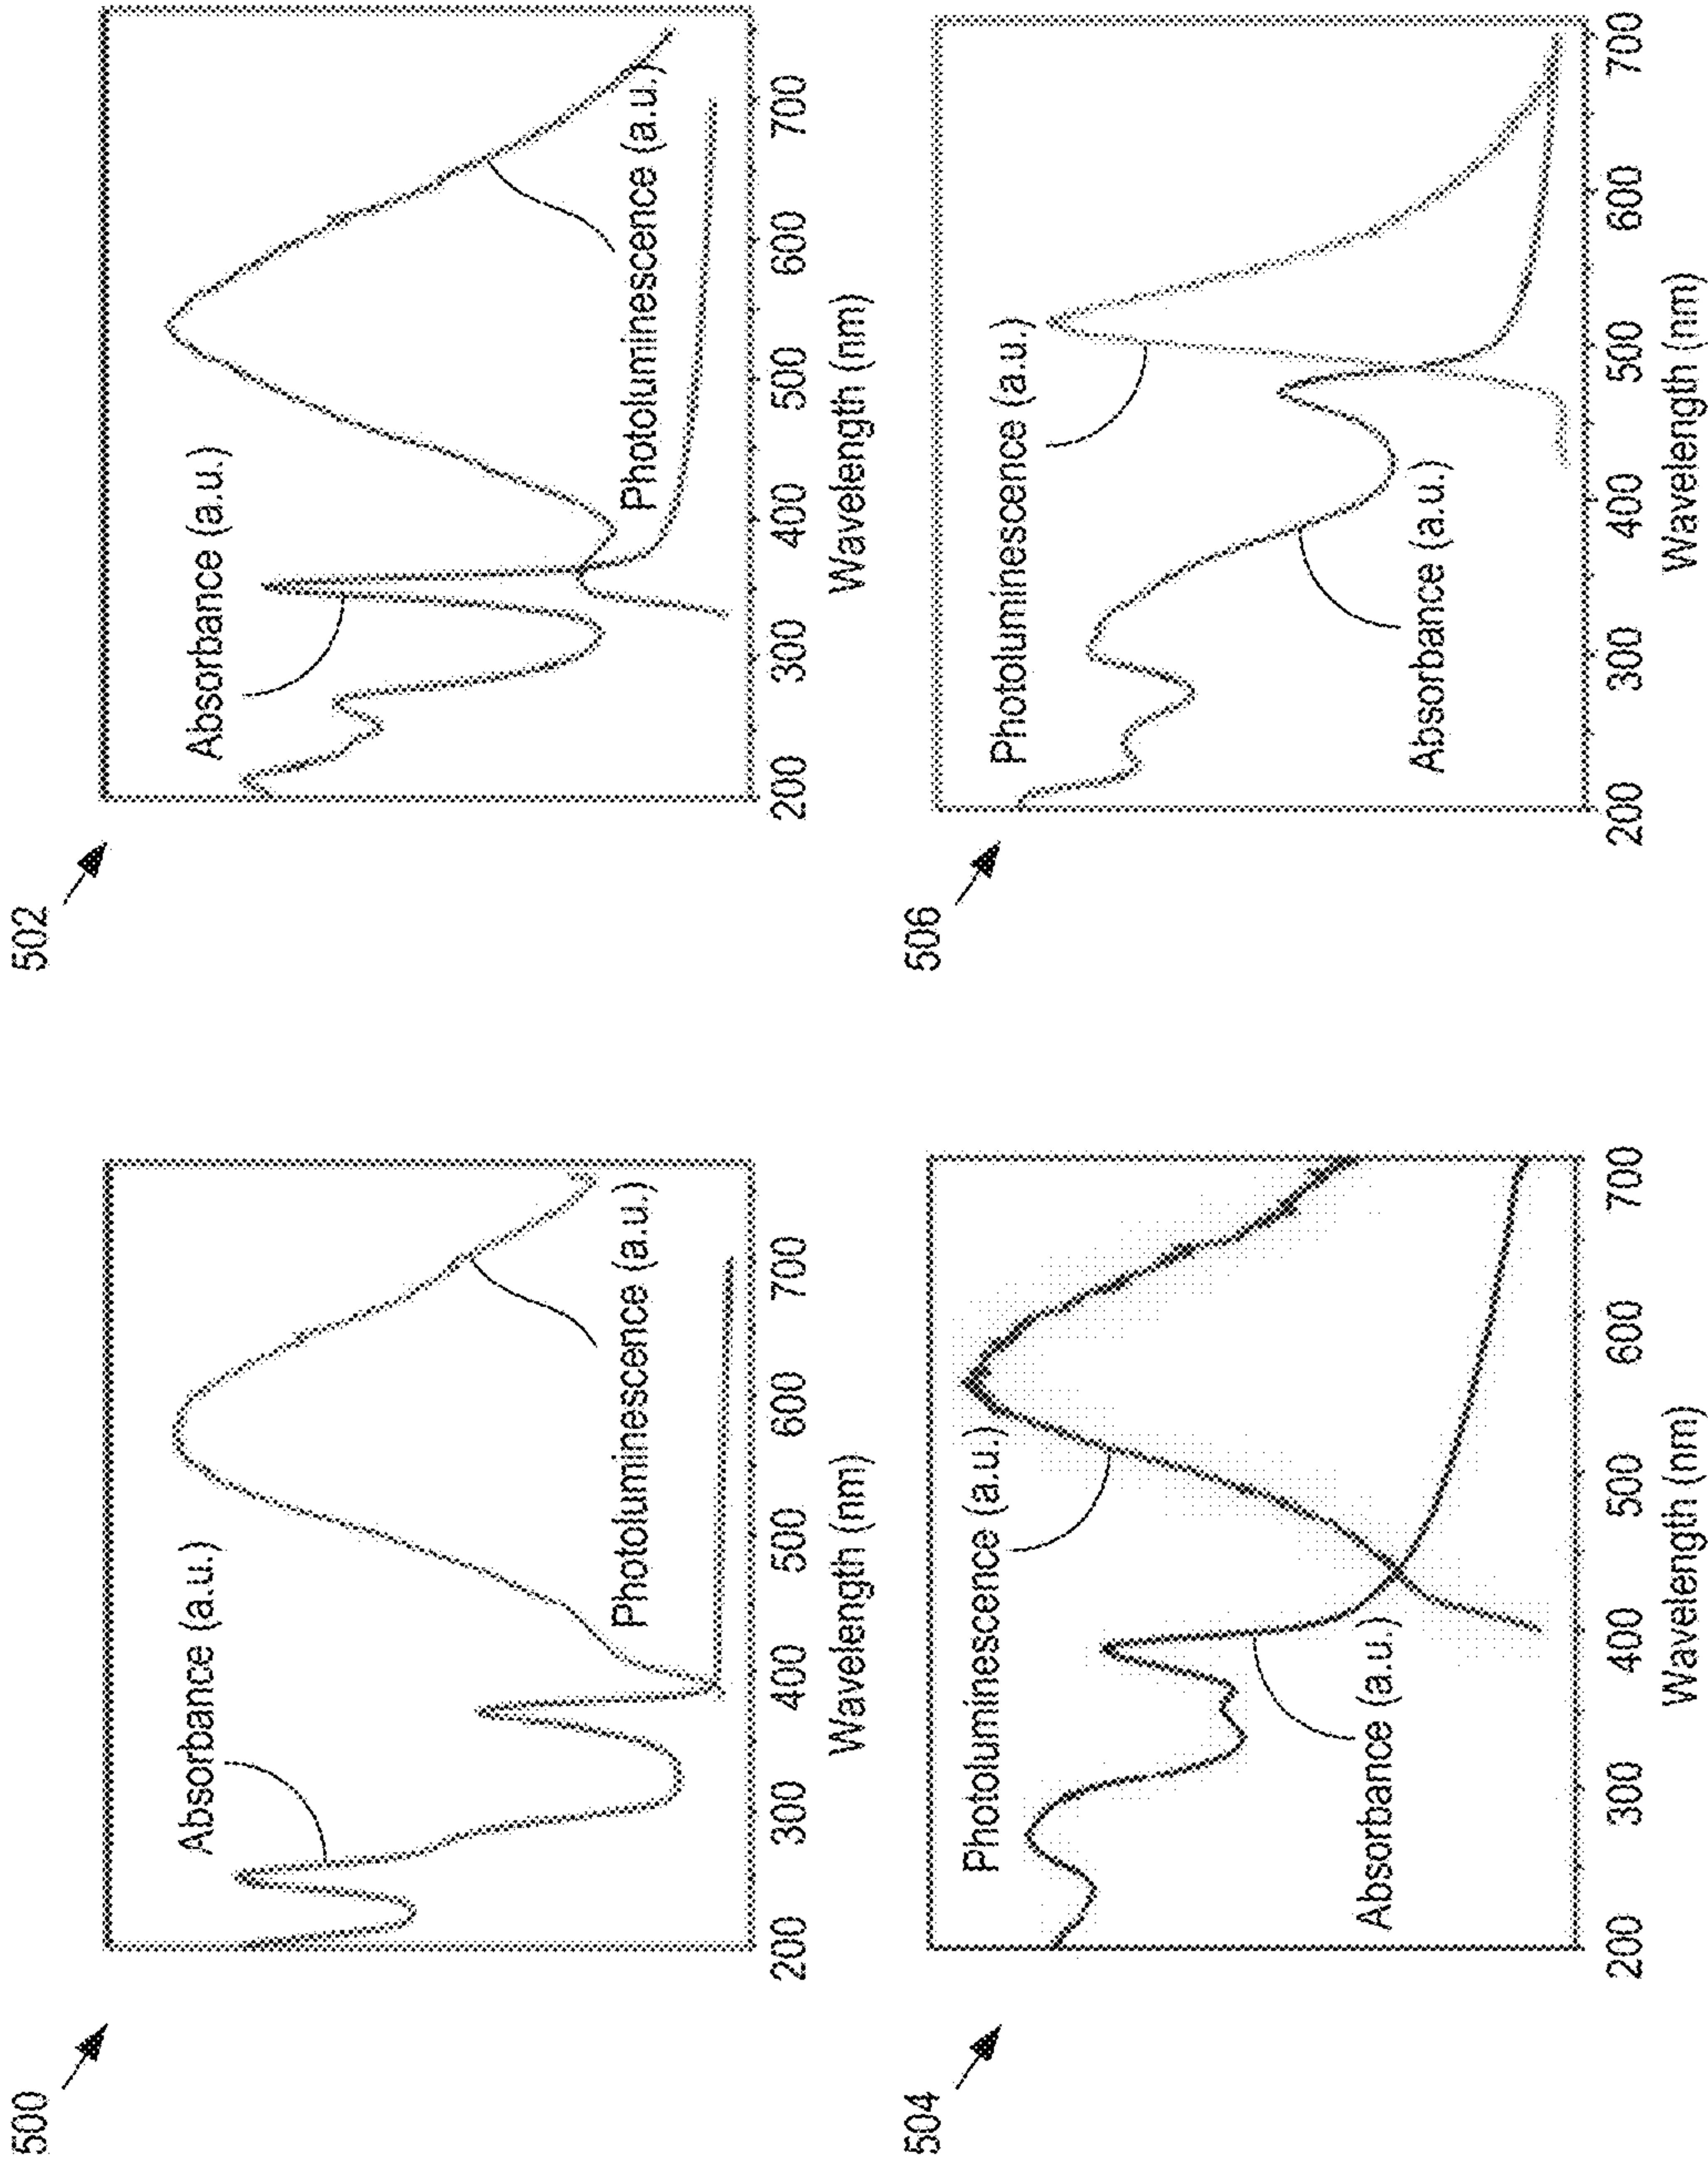 500
Absorbance (a.u.)
Photoluminescence (a.u.)
200 300 400 500 600 700
Wavelength (nm)
502
Absorbance (a.u.)
Photoluminescence (a.u.)
200 300 400 500 600 700
Wavelength (nm)
504
Photoluminescence (a.u.)
Absorbance (a.u.)
200 300 400 500 600 700
Wavelength (nm)
506
Photoluminescence (a.u.)
Absorbance (a.u.)
200 300 400 500 600 700
Wavelength (nm)